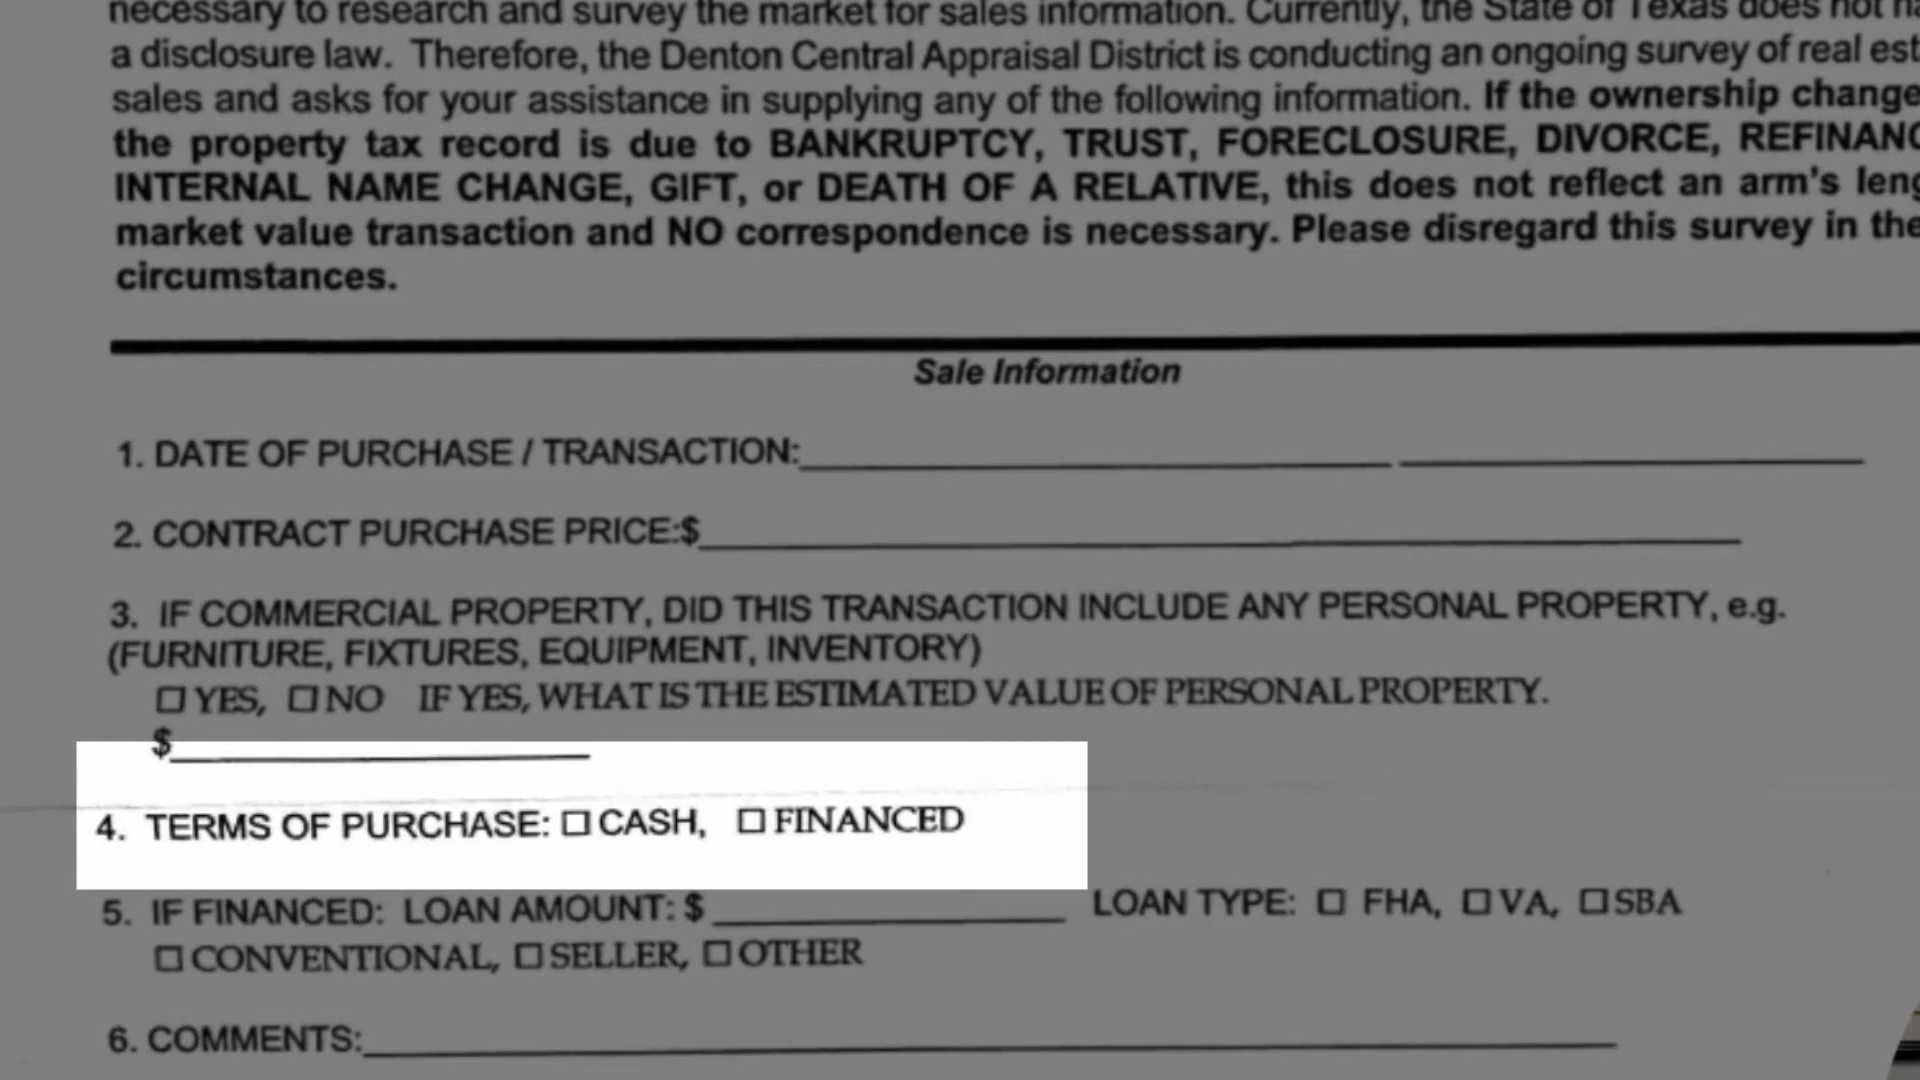 necessary to research and survey the market for sales information. Currently, the State of Texas does not
a disclosure law. Therefore, the Denton Central Appraisal District is conducting an ongoing survey of real
sales and asks for your assistance in supplying any of the following information. If the ownership change
the property tax record is due to BANKRUPTCY, TRUST, FORECLOSURE, DIVORCE,
INTERNAL NAME CHANGE, GIFT, or DEATH OF A RELATIVE, this does not reflect an arm's
market value transaction and NO correspondence is necessary. Please disregard this survey in
circumstances.
Sale Information
1. DATE OF PURCHASE / TRANSACTION:
2. CONTRACT PURCHASE PRICE:$
3. IF COMMERCIAL PROPERTY, DID THIS TRANSACTION INCLUDE ANY PERSONAL PROPERTY, e.g.
(FURNITURE, FIXTURES, EQUIPMENT, INVENTORY)
☐ YES, ☐ NO IF YES, WHAT IS THE ESTIMATED VALUE OF PERSONAL PROPERTY.
$
4. TERMS OF PURCHASE: ☐ CASH, ☐ FINANCED
5. IF FINANCED: LOAN AMOUNT: $ LOAN TYPE: ☐ FHA, ☐ VA, ☐ SBA
☐ CONVENTIONAL, ☐ SELLER, ☐ OTHER
6. COMMENTS: